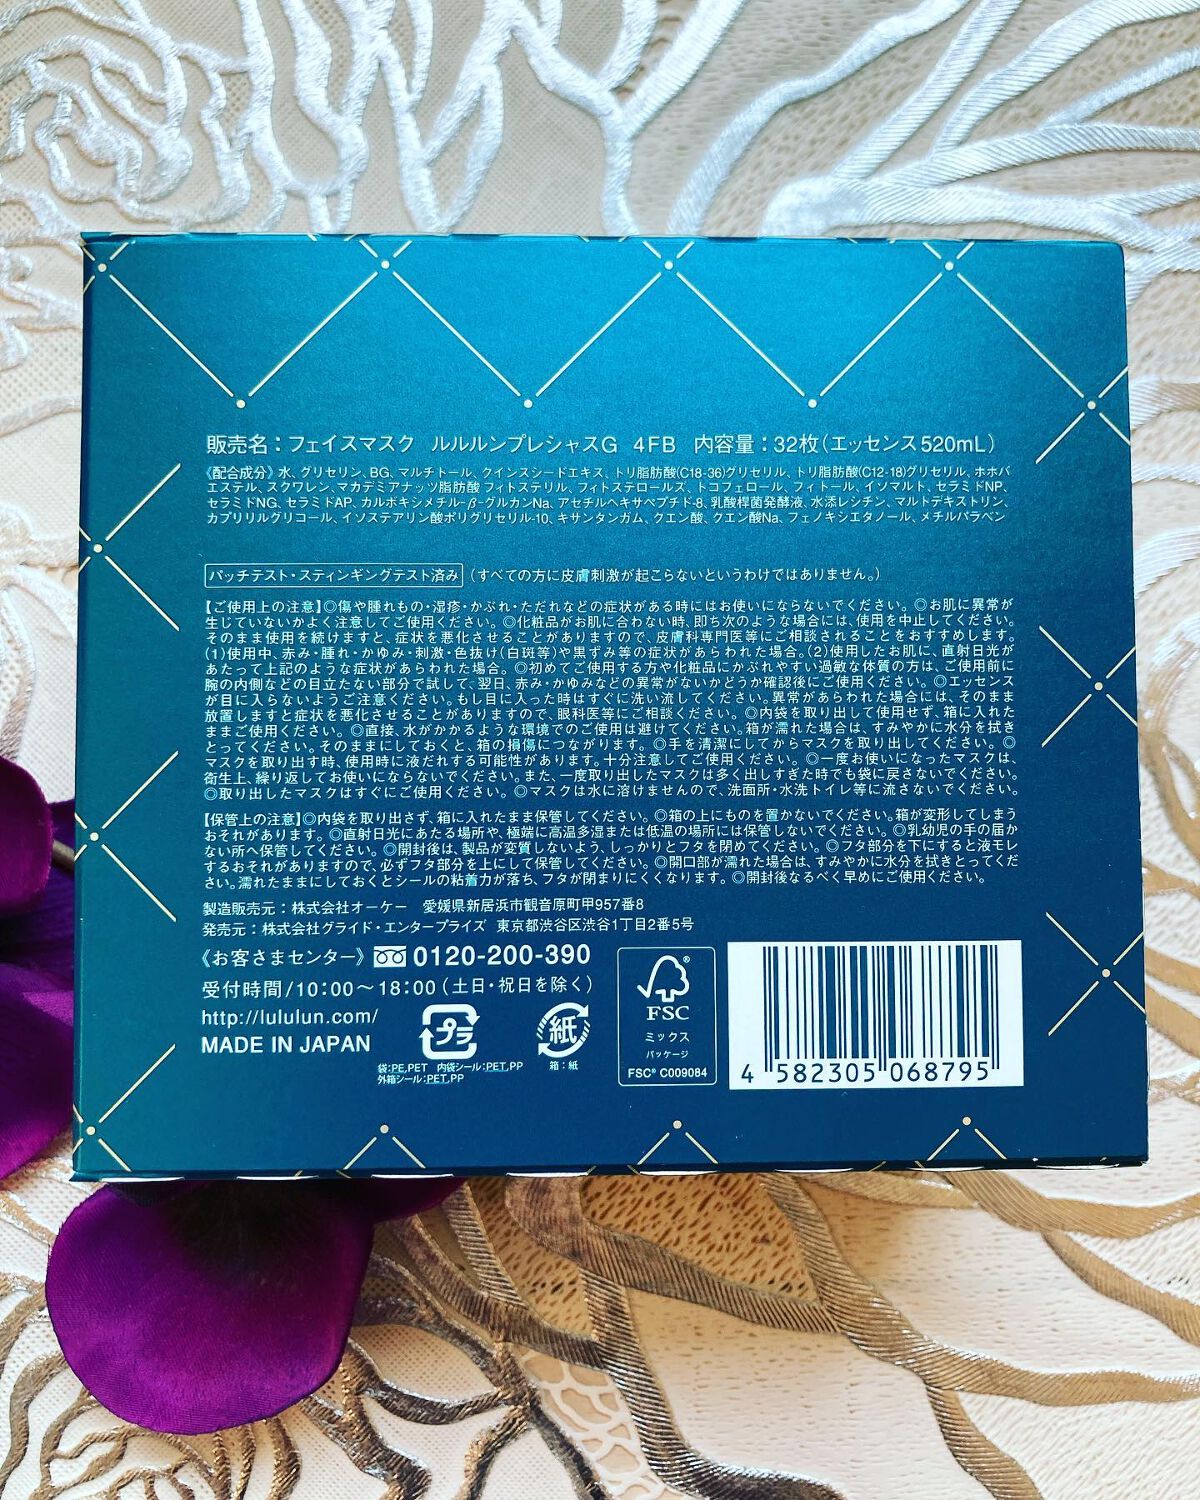 販売名：フェイスマスク　ルルルンプレシャスG　4FB　内容量：32枚(エッセンス520mL)
《配合成分》水、グリセリン、BG、マルチトール、クインスシードエキス、トリ脂肪酸(C18-36)グリセリル、トリ脂肪酸(C12-18)グリセリル、ホホバ
エステル、スクワレン、マカデミアナッツ脂肪酸フィトステリル、フィトステロールズ、トコフェロール、フィトール、イソマルト、セラミドNP、
セラミドNG、セラミドAP、カルボキシメチル-β-グルカンNa、アセチルヘキサペプチド-8、乳酸桿菌発酵液、水添レシチン、マルトデキストリン、
カプリリルグリコール、イソステアリン酸ポリグリセリル-10、キサンタンガム、クエン酸、クエン酸Na、フェノキシエタノール、メチルパラベン
パッチテスト・スティンギングテスト済み (すべての方に皮膚刺激が起こらないというわけではありません。)
【ご使用上の注意】◎傷や腫れもの・湿疹・かぶれ・ただれなどの症状がある時にはお使いにならないでください。◎お肌に異常が
生じていないかよく注意してご使用ください。◎化粧品がお肌に合わない時、即ち次のような場合には、使用を中止してください。
そのまま使用を続けますと、症状を悪化させることがありますので、皮膚科専門医等にご相談されることをおすすめします。
(1)使用中、赤み・腫れ・かゆみ・刺激・色抜け(白斑等)や黒ずみ等の症状があらわれた場合。(2)使用したお肌に、直射日光が
あたって上記のような症状があらわれた場合。◎初めてご使用する方や化粧品にかぶれやすい過敏な体質の方は、ご使用前に
腕の内側などの目立たない部分で試して、翌日、赤み・かゆみなどの異常がないかどうか確認後にご使用ください。◎エッセンス
が目に入らないようご注意ください。もし目に入った時はすぐに洗い流してください。異常があらわれた場合には、そのまま
放置しますと症状を悪化させることがありますので、眼科医等にご相談ください。◎内袋を取り出して使用せず、箱に入れた
ままご使用ください。◎直接、水がかかるような環境でのご使用は避けてください。箱が濡れた場合は、すみやかに水分を拭き
とってください。そのままにしておくと、箱の損傷につながります。◎手を清潔にしてからマスクを取り出してください。◎
マスクを取り出す時、使用時に液だれする可能性があります。十分注意してご使用ください。◎一度お使いになったマスクは、
衛生上、繰り返してお使いにならないでください。また、一度取り出したマスクは多く出しすぎた時でも袋に戻さないでください。
◎取り出したマスクはすぐにご使用ください。◎マスクは水に溶けませんので、洗面所・水洗トイレ等に流さないでください。
【保管上の注意】◎内袋を取り出さず、箱に入れたまま保管してください。◎箱の上にものを置かないでください。箱が変形してしまう
おそれがあります。◎直射日光にあたる場所や、極端に高温多湿または低温の場所には保管しないでください。◎乳幼児の手の届か
ない所へ保管してください。◎開封後は、製品が変質しないよう、しっかりとフタを閉めてください。◎フタ部分を下にすると液モレ
するおそれがありますので、必ずフタ部分を上にして保管してください。◎開口部が濡れた場合は、すみやかに水分を拭きとってくだ
さい。濡れたままにしておくとシールの粘着力が落ち、フタが閉まりにくくなります。◎開封後なるべく早めにご使用ください。
製造販売元：株式会社オーケー　愛媛県新居浜市観音原町甲957番8
発売元：株式会社グライド・エンタープライズ　東京都渋谷区渋谷1丁目2番5号
《お客さまセンター》0120-200-390
受付時間/10:00〜18:00(土日・祝日を除く)
http://lululun.com/
MADE IN JAPAN
プラ
袋：PE,PET　内袋シール：PET,PP
外箱シール：PET,PP
紙
箱：紙
®
FSC
ミックス
パッケージ
FSC® C009084
4 582305 068795